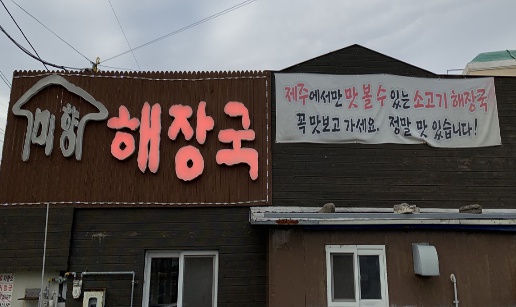 미향 해장국
제주에서만 맛 볼 수 있는 소고기 해장국
꼭 맛보고 가세요. 정말 맛 있습니다!